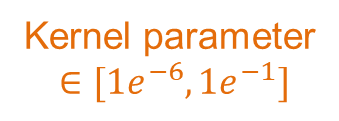 Kernel parameter
∈ [1e⁻⁶, 1e⁻¹]